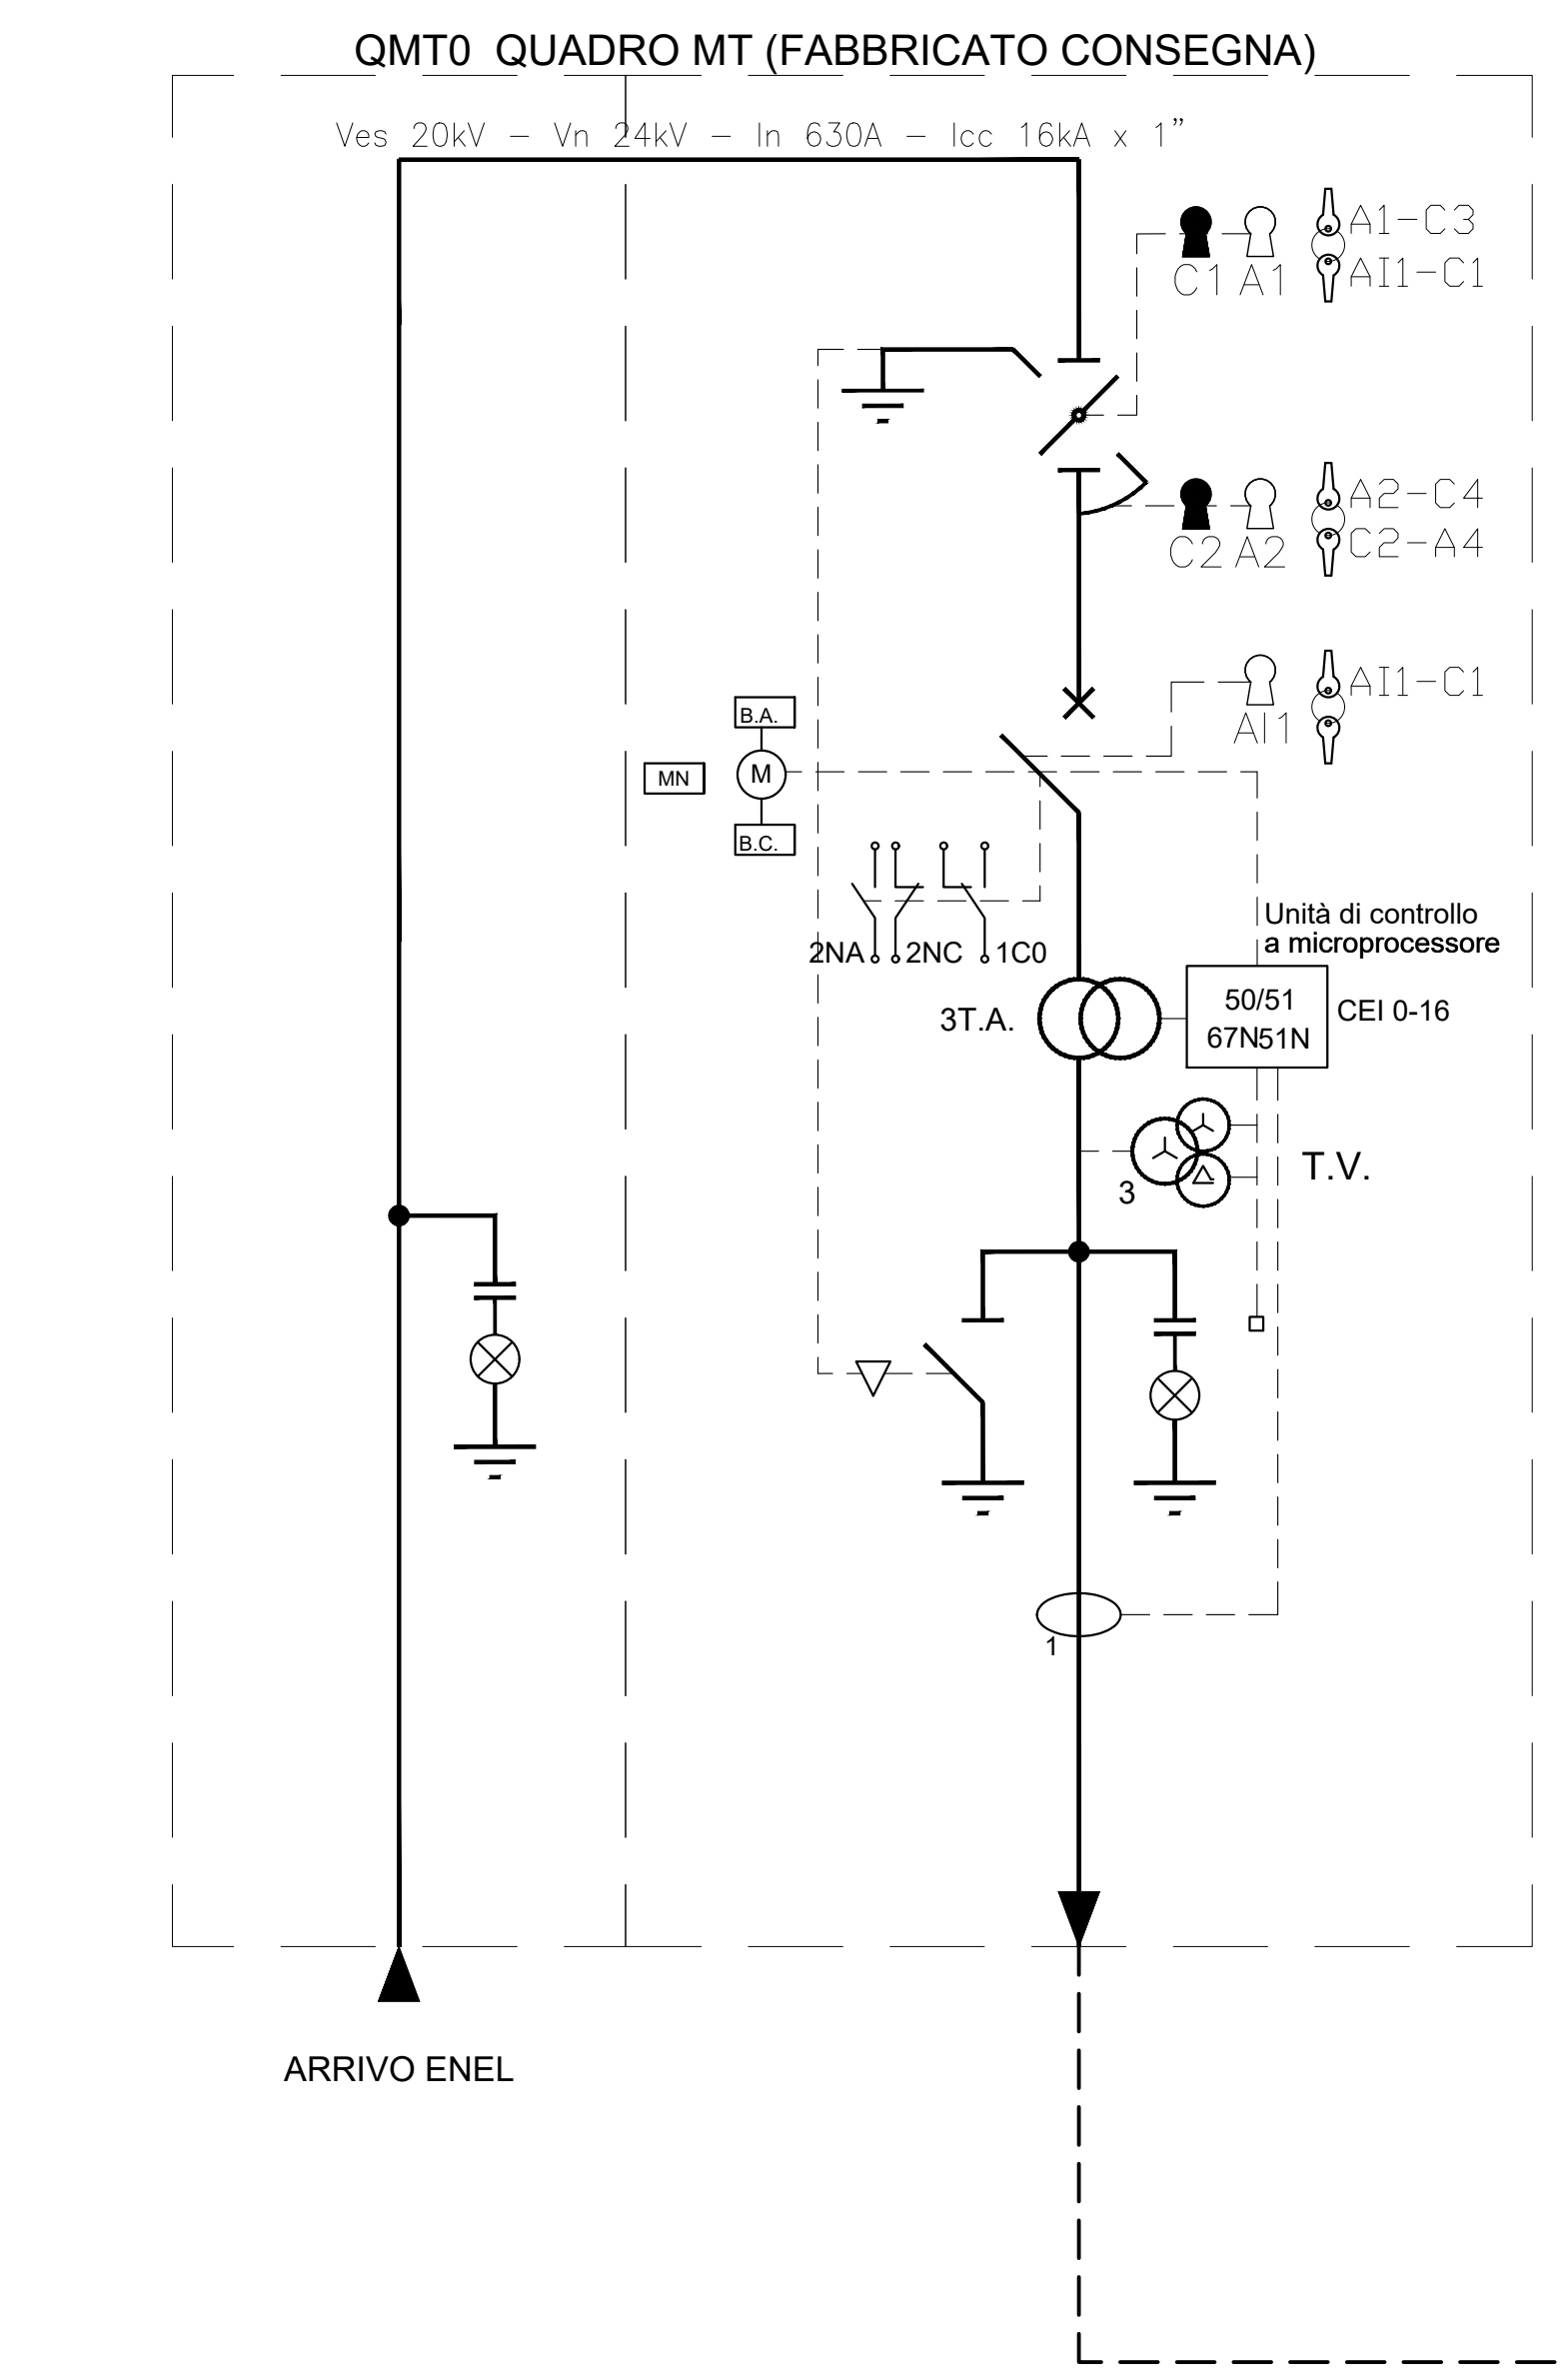 QMT0 QUADRO MT (FABBRICATO CONSEGNA)
Ves 20kV - Vn 24kV - In 630A - Icc 16kA x 1”
A1-C3
AI1-C1
C1 A1
A2-C4
C2-A4
C2 A2
AI1-C1
AI1
B.A.
MN
M
B.C.
2NA
2NC
1C0
Unità di controllo
a microprocessore
3T.A.
50/51
67N51N
CEI 0-16
T.V.
3
1
ARRIVO ENEL